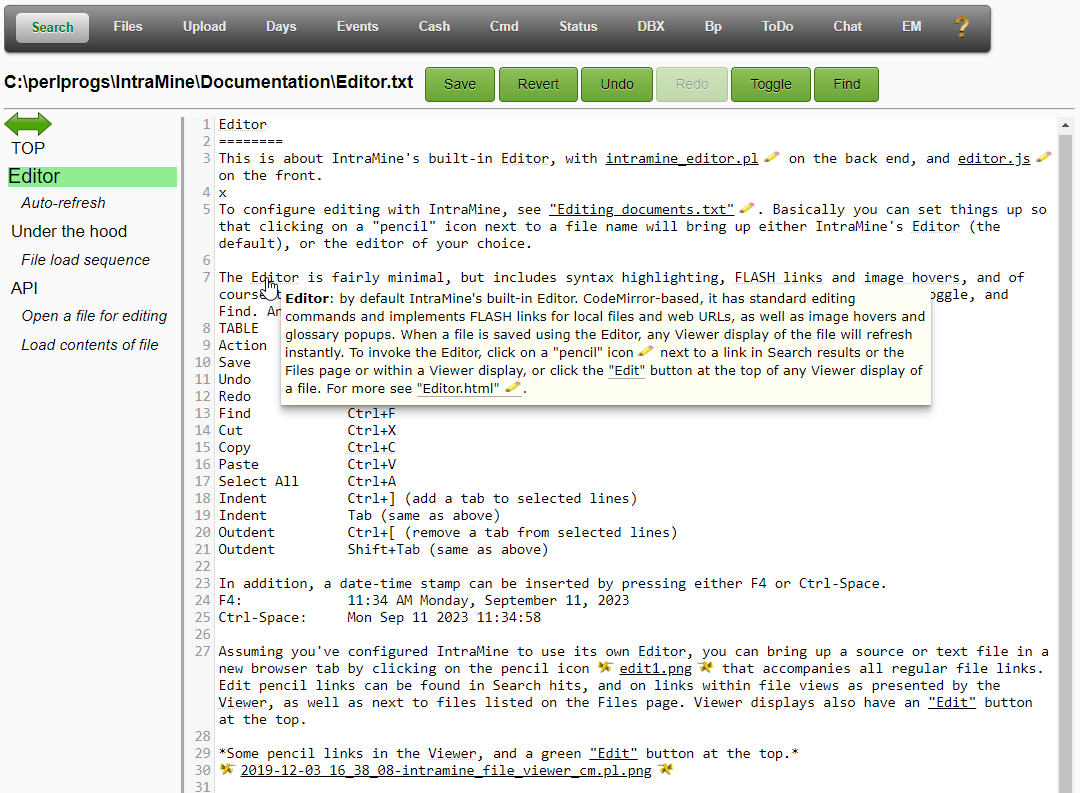 Search Files Upload Days Events Cash Cmd Status DBX Bp ToDo Chat EM ?
C:\perlprogs\IntraMine\Documentation\Editor.txt Save Revert Undo Redo Toggle Find
TOP
Editor
Auto-refresh
Under the hood
File load sequence
API
Open a file for editing
Load contents of file
1 Editor
2 ========
3 This is about IntraMine's built-in Editor, with intramine_editor.pl on the back end, and editor.js
on the front.
4 x
5 To configure editing with IntraMine, see "Editing documents.txt" . Basically you can set things up so
that clicking on a "pencil" icon next to a file name will bring up either IntraMine's Editor (the
default), or the editor of your choice.
6
7 The Editor is fairly minimal, but includes syntax highlighting, FLASH links and image hovers, and of
course oggle, and
Find. An
Editor: by default IntraMine's built-in Editor. CodeMirror-based, it has standard editing
commands and implements FLASH links for local files and web URLs, as well as image hovers and
glossary popups. When a file is saved using the Editor, any Viewer display of the file will refresh
instantly. To invoke the Editor, click on a "pencil" icon next to a link in Search results or the
Files page or within a Viewer display, or click the "Edit" button at the top of any Viewer display of
a file. For more see "Editor.html" .
8 TABLE
9 Action
10 Save
11 Undo
12 Redo
13 Find Ctrl+F
14 Cut Ctrl+X
15 Copy Ctrl+C
16 Paste Ctrl+V
17 Select All Ctrl+A
18 Indent Ctrl+] (add a tab to selected lines)
19 Indent Tab (same as above)
20 Outdent Ctrl+[ (remove a tab from selected lines)
21 Outdent Shift+Tab (same as above)
22
23 In addition, a date-time stamp can be inserted by pressing either F4 or Ctrl-Space.
24 F4: 11:34 AM Monday, September 11, 2023
25 Ctrl-Space: Mon Sep 11 2023 11:34:58
26
27 Assuming you've configured IntraMine to use its own Editor, you can bring up a source or text file in a
new browser tab by clicking on the pencil icon edit1.png that accompanies all regular file links.
Edit pencil links can be found in Search hits, and on links within file views as presented by the
Viewer, as well as next to files listed on the Files page. Viewer displays also have an "Edit" button
at the top.
28
29 *Some pencil links in the Viewer, and a green "Edit" button at the top.*
30 2019-12-03 16_38_08-intramine_file_viewer_cm.pl.png
31